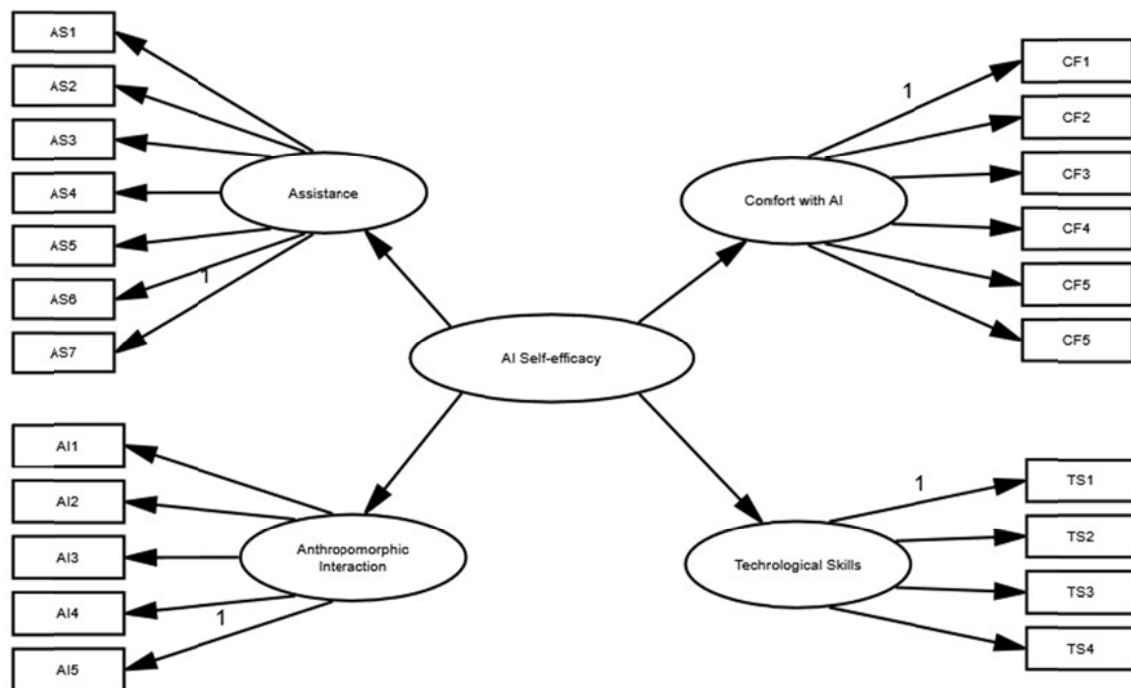 AS1
AS2
AS3
AS4
AS5
AS6
AS7
1
Assistance
CF1
CF2
CF3
CF4
CF5
CF5
1
Comfort with AI
AI Self-efficacy
AI1
AI2
AI3
AI4
AI5
1
Anthropomorphic
Interaction
TS1
TS2
TS3
TS4
1
Techrological Skills